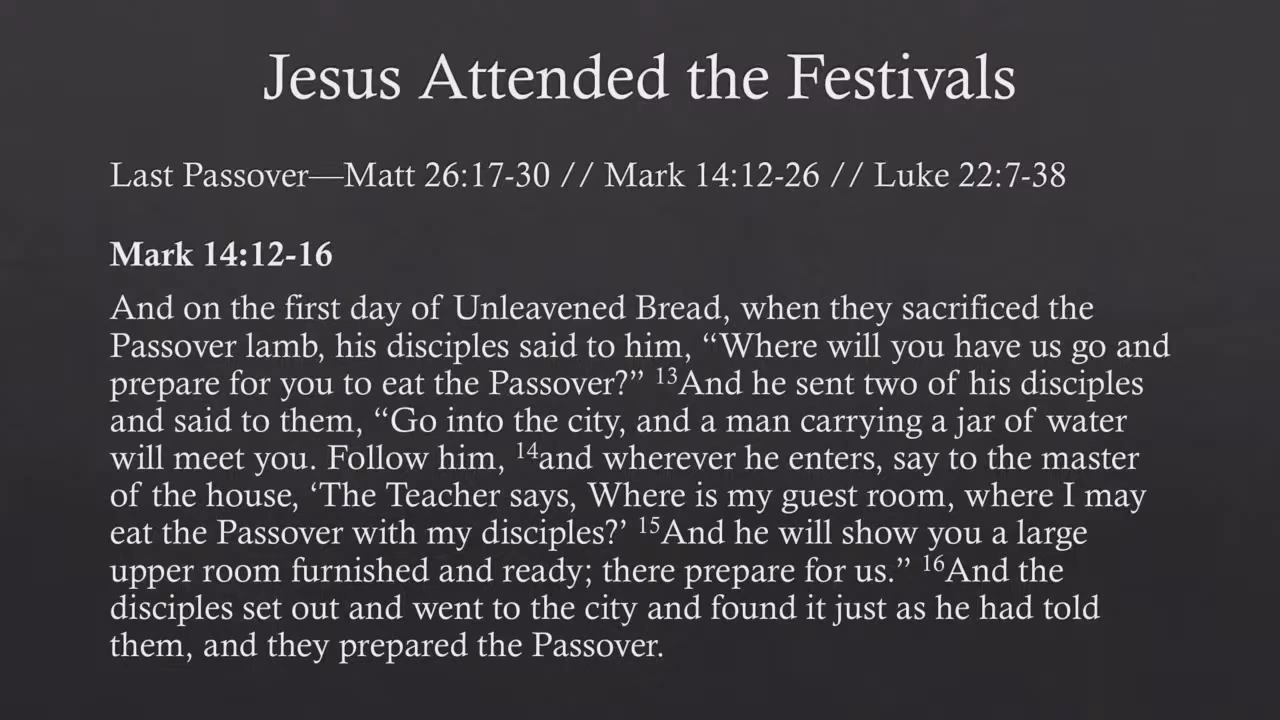 Jesus Attended the Festivals
Last Passover—Matt 26:17-30 // Mark 14:12-26 // Luke 22:7-38
Mark 14:12-16
And on the first day of Unleavened Bread, when they sacrificed the
Passover lamb, his disciples said to him, “Where will you have us go and
prepare for you to eat the Passover?” ¹³And he sent two of his disciples
and said to them, “Go into the city, and a man carrying a jar of water
will meet you. Follow him, ¹⁴and wherever he enters, say to the master
of the house, ‘The Teacher says, Where is my guest room, where I may
eat the Passover with my disciples?’ ¹⁵And he will show you a large
upper room furnished and ready; there prepare for us.” ¹⁶And the
disciples set out and went to the city and found it just as he had told
them, and they prepared the Passover.